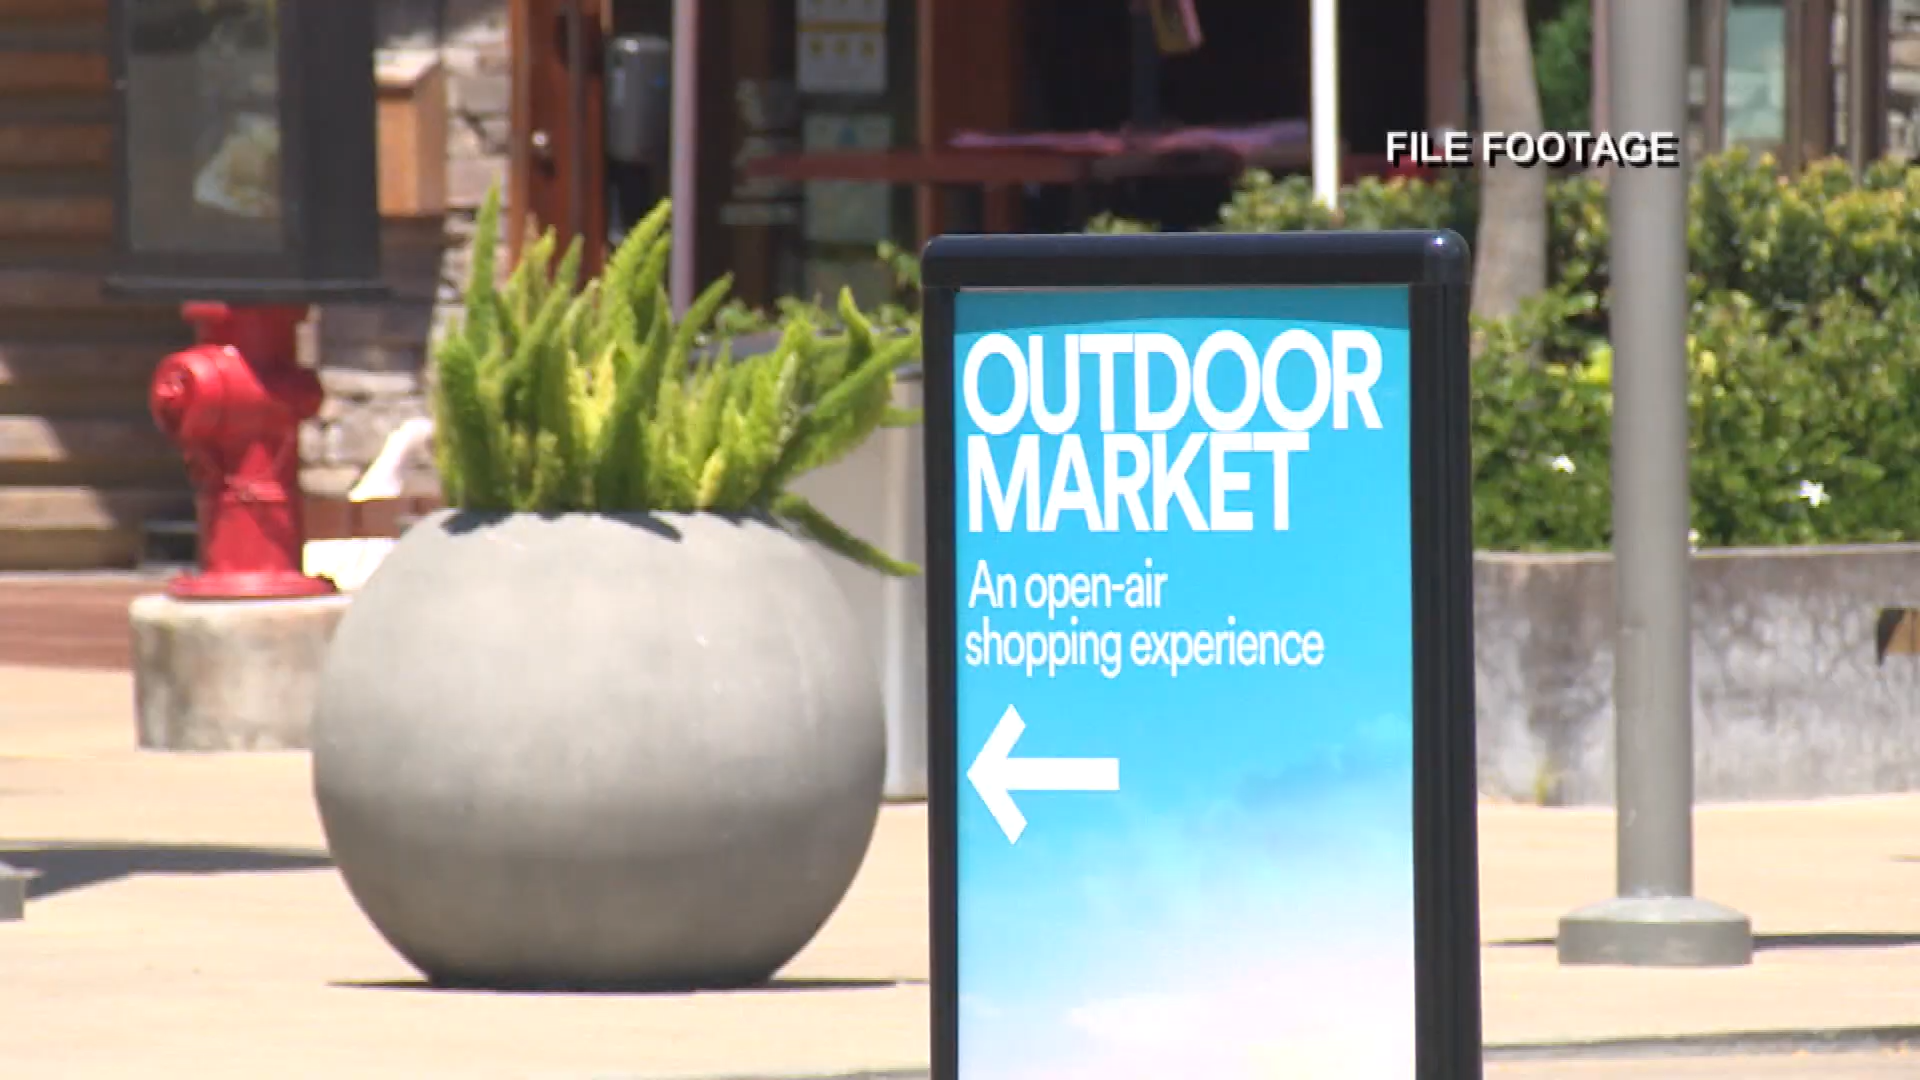 FILE FOOTAGE
OUTDOOR
MARKET
An open-air
shopping experience